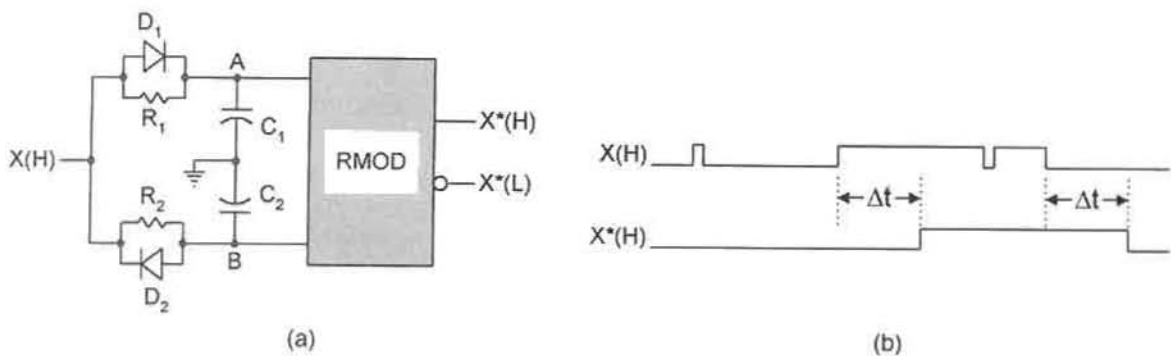 D₁
A
R₁
C₁
X(H)
RMOD
X*(H)
X*(L)
R₂
C₂
B
D₂
(a)
X(H)
Δt
Δt
X*(H)
(b)